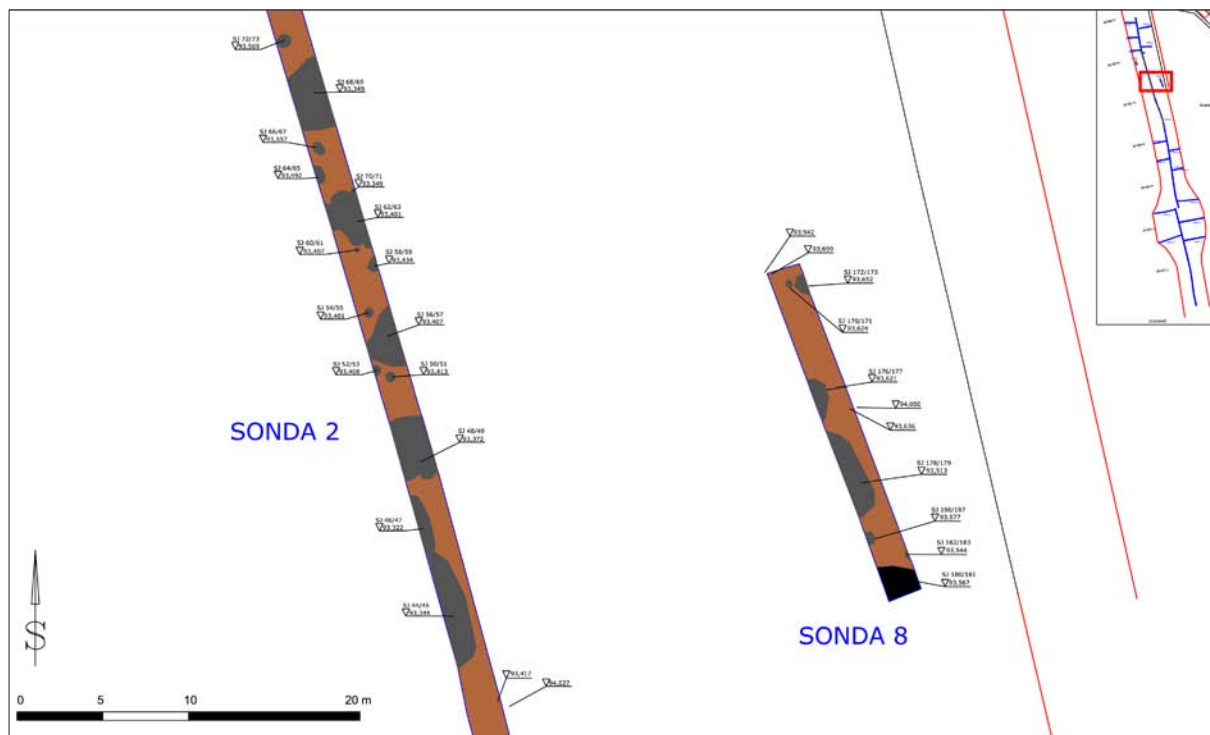 SJ 72/73
93,569
SJ 68/69
93,349
SJ 66/67
93,557
SJ 64/65
93,492
SJ 70/71
93,349
SJ 62/63
93,401
SJ 60/61
93,407
SJ 58/59
93,434
SJ 54/55
93,401
SJ 56/57
93,407
SJ 52/53
93,408
SJ 50/51
93,413
SONDA 2
SJ 48/49
93,372
SJ 46/47
93,322
SJ 44/45
93,344
93,417
94,027
93,942
93,699
SJ 172/173
93,652
SJ 170/171
93,624
SJ 176/177
93,621
94,050
93,636
SJ 178/179
93,513
93,577
SJ 182/183
93,544
SJ 180/181
93,567
SONDA 8
S
0 5 10 20 m